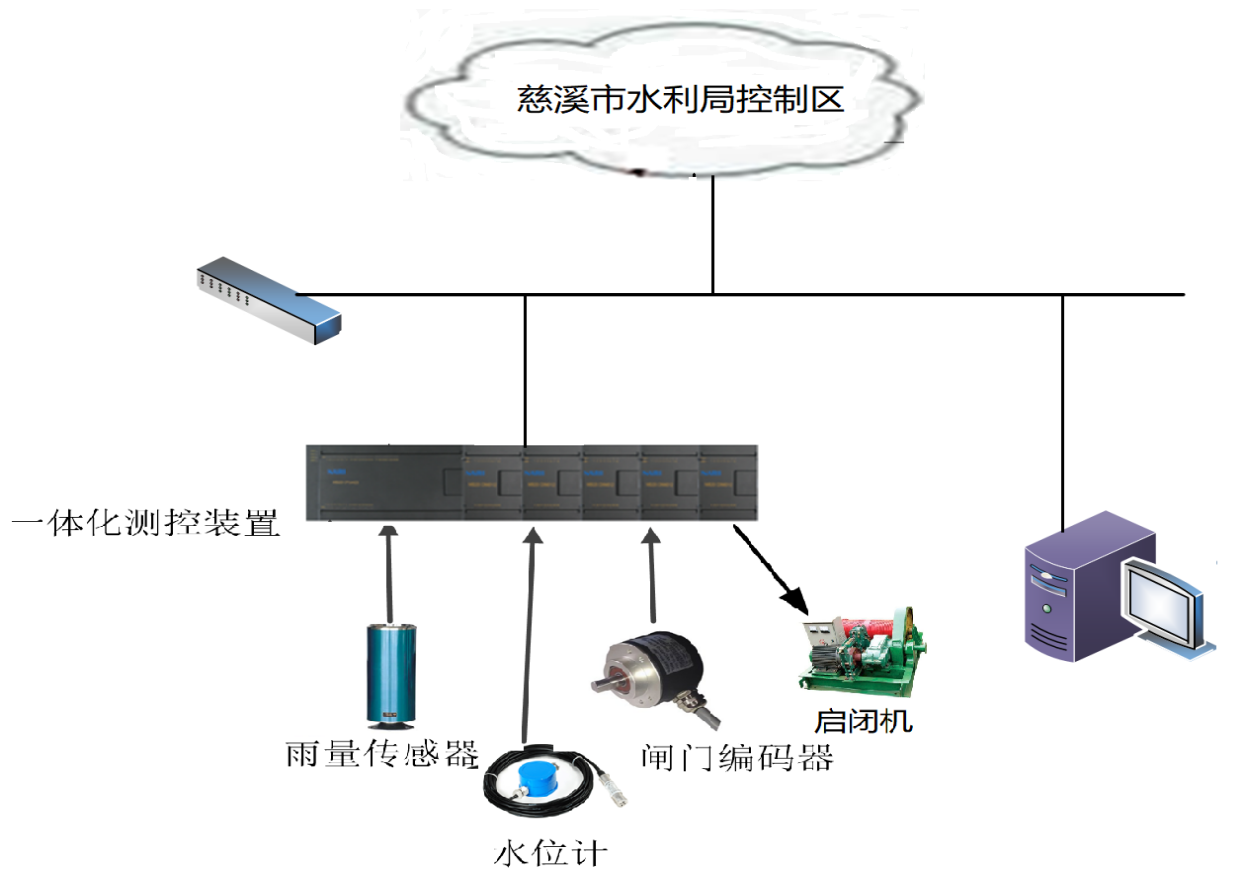 慈溪市水利局控制区
一体化测控装置
启闭机
雨量传感器
闸门编码器
水位计